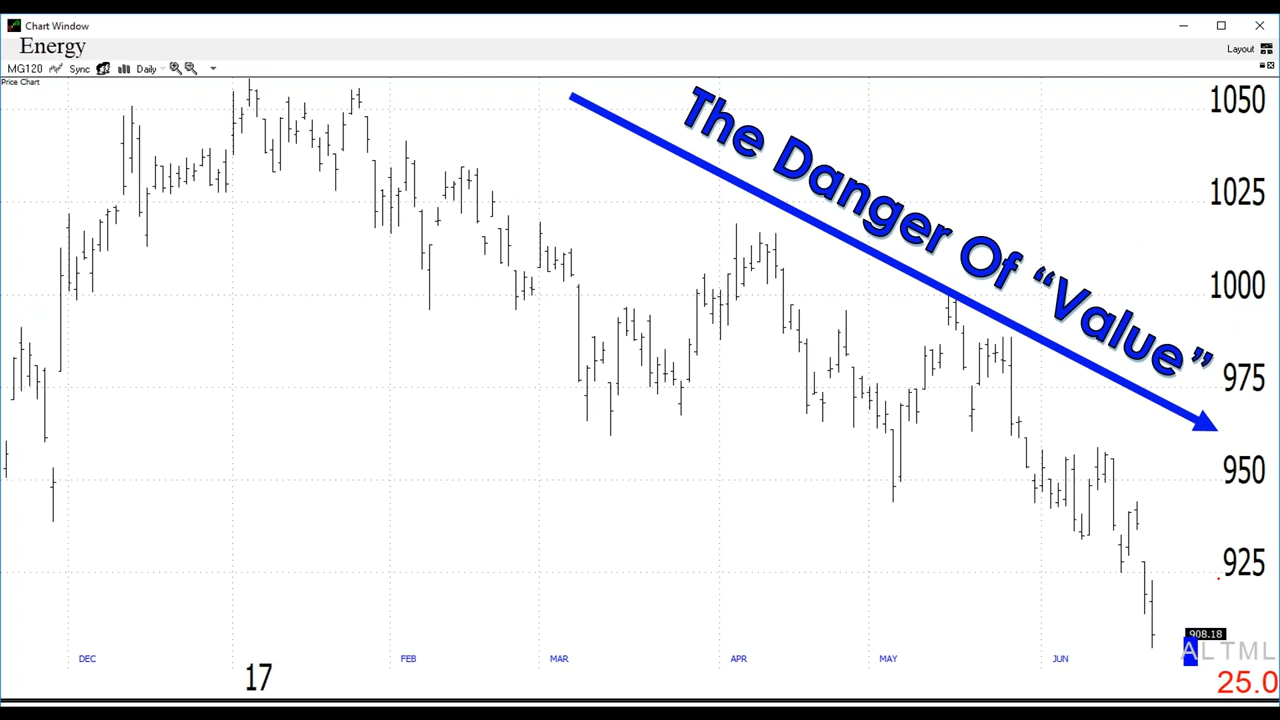 Chart Window
Energy
Layout
MG120 Sync Daily
Price Chart
The Danger Of “Value”
1050
1025
1000
975
950
925
908.18
ALTML
DEC
17
FEB
MAR
APR
MAY
JUN
25.0